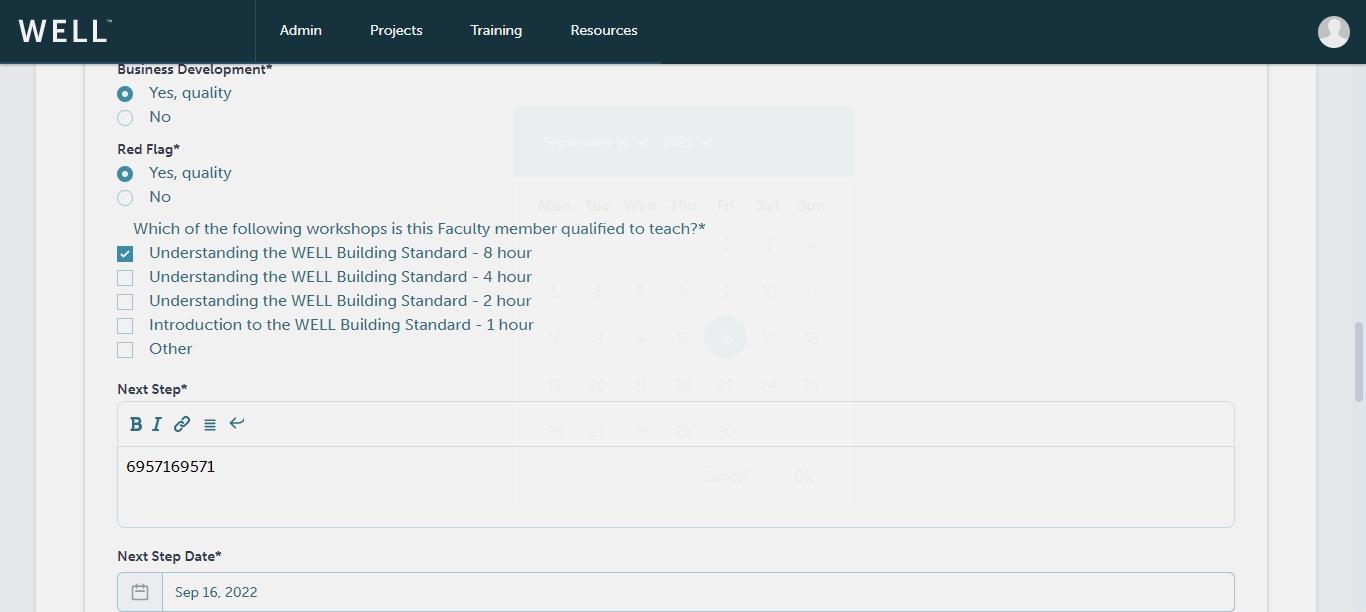 WELL™
Admin Projects Training Resources
Business Development*
Yes, quality
No
Red Flag*
Yes, quality
No
Which of the following workshops is this Faculty member qualified to teach?*
Understanding the WELL Building Standard - 8 hour
Understanding the WELL Building Standard - 4 hour
Understanding the WELL Building Standard - 2 hour
Introduction to the WELL Building Standard - 1 hour
Other
Next Step*
B I
6957169571
Next Step Date*
Sep 16, 2022
September 16 2022
Mon Tue Wed Thu Fri Sat Sun
2 3 4
5 6 7 8 9 10 11
12 13 14 15 16 17 18
19 20 21 22 23 24 25
26 27 28 29 30
Cancel Ok